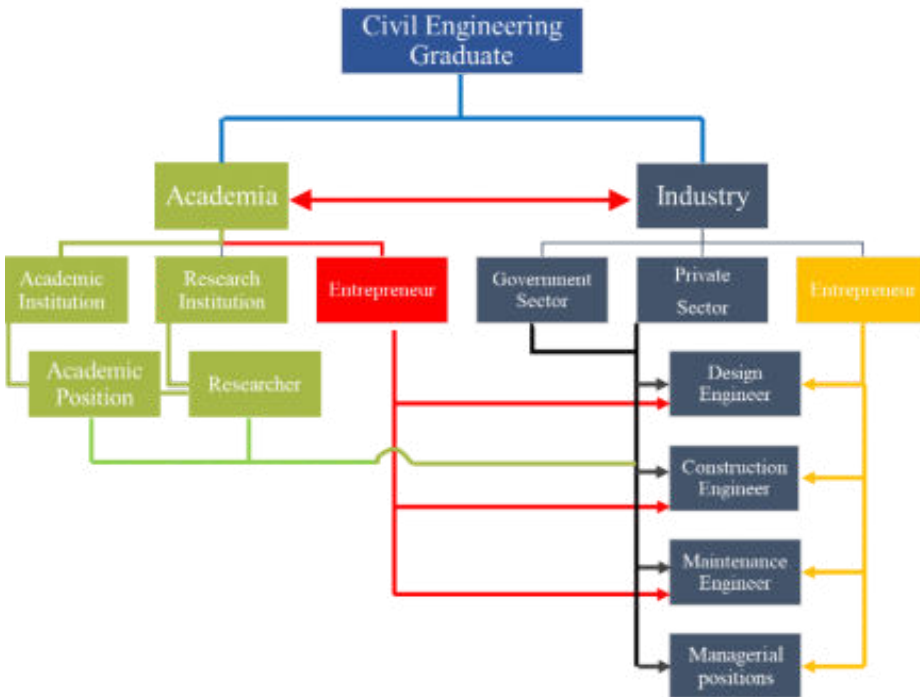 Civil Engineering
Graduate
Academia
Industry
Academic
Institution
Research
Institution
Entrepreneur
Government
Sector
Private
Sector
Entrepreneur
Academic
Position
Researcher
Design
Engineer
Construction
Engineer
Maintenance
Engineer
Managerial
positions